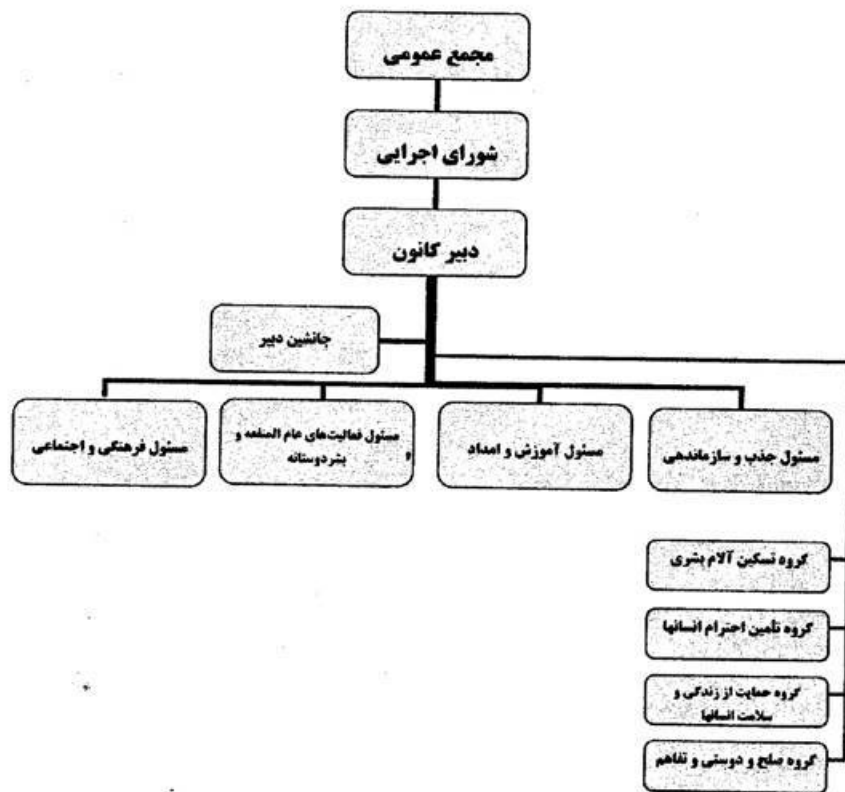 مجمع عمومی
شورای اجرایی
دبیر کانون
جانشین دبیر
مسئول جذب و سازماندهی
مسئول آموزش و امداد
مسئول فعالیت‌های عام المنفعه و
بشردوستانه
مسئول فرهنگی و اجتماعی
گروه تسکین آلام بشری
گروه تأمین احترام انسانها
گروه حمایت از زندگی و
سلامت انسانها
گروه صلح و دوستی و تفاهم